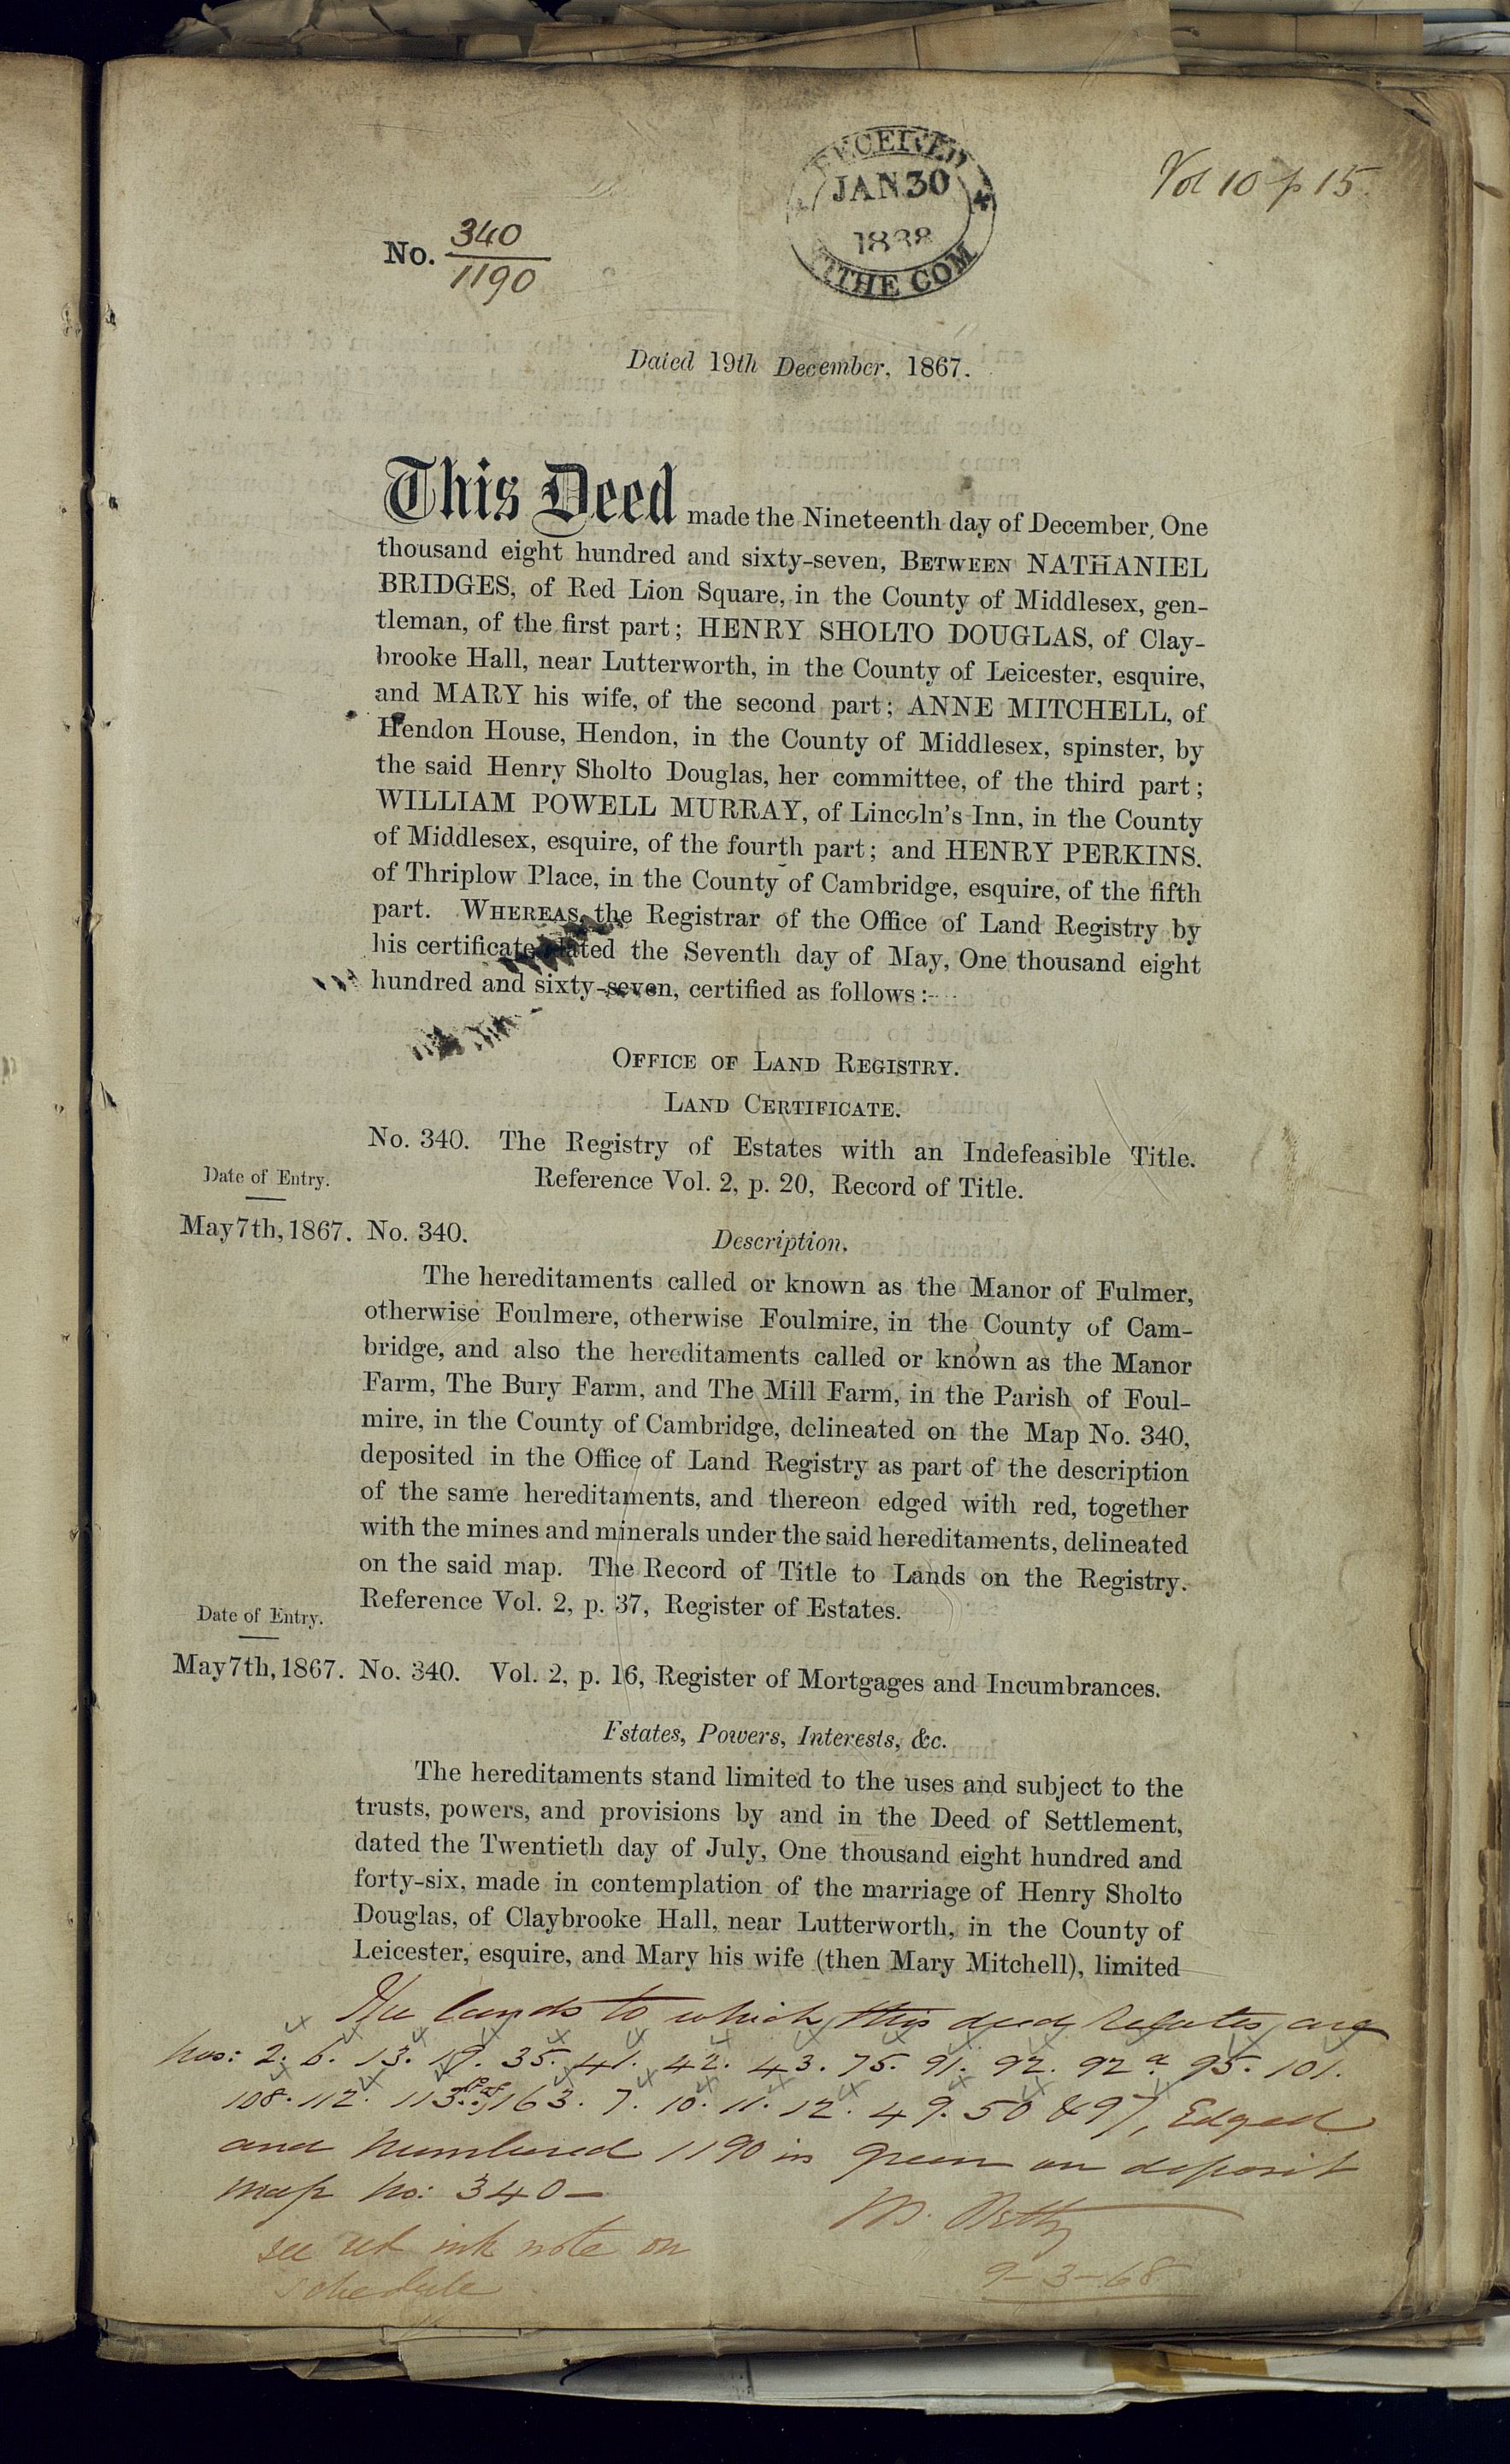 RECEIVED
JAN 30
TITHE COM
Vol 10 p 15.
No. 340
1190
Dated 19th December, 1867.
This Deed made the Nineteenth day of December, One
thousand eight hundred and sixty-seven, BETWEEN NATHANIEL
BRIDGES, of Red Lion Square, in the County of Middlesex, gen-
tleman, of the first part; HENRY SHOLTO DOUGLAS, of Clay-
brooke Hall, near Lutterworth, in the County of Leicester, esquire,
and MARY his wife, of the second part; ANNE MITCHELL, of
Hendon House, Hendon, in the County of Middlesex, spinster, by
the said Henry Sholto Douglas, her committee, of the third part;
WILLIAM POWELL MURRAY, of Lincoln's Inn, in the County
of Middlesex, esquire, of the fourth part; and HENRY PERKINS.
of Thriplow Place, in the County of Cambridge, esquire, of the fifth
part. WHEREAS the Registrar of the Office of Land Registry by
his certificate dated the Seventh day of May, One thousand eight
hundred and sixty-seven, certified as follows:-
OFFICE OF LAND REGISTRY.
LAND CERTIFICATE.
No. 340. The Registry of Estates with an Indefeasible Title.
Reference Vol. 2, p. 20, Record of Title.
Date of Entry.
May 7th, 1867. No. 340. Description.
The hereditaments called or known as the Manor of Fulmer,
otherwise Foulmere, otherwise Foulmire, in the County of Cam-
bridge, and also the hereditaments called or known as the Manor
Farm, The Bury Farm, and The Mill Farm, in the Parish of Foul-
mire, in the County of Cambridge, delineated on the Map No. 340,
deposited in the Office of Land Registry as part of the description
of the same hereditaments, and thereon edged with red, together
with the mines and minerals under the said hereditaments, delineated
on the said map. The Record of Title to Lands on the Registry.
Reference Vol. 2, p. 37, Register of Estates.
Date of Entry.
May 7th, 1867. No. 340. Vol. 2, p. 16, Register of Mortgages and Incumbrances.
Estates, Powers, Interests, &c.
The hereditaments stand limited to the uses and subject to the
trusts, powers, and provisions by and in the Deed of Settlement,
dated the Twentieth day of July, One thousand eight hundred and
forty-six, made in contemplation of the marriage of Henry Sholto
Douglas, of Claybrooke Hall, near Lutterworth, in the County of
Leicester, esquire, and Mary his wife (then Mary Mitchell), limited
The lands to which this deed relates are
nos: 2. 6. 13. 19. 35. 41. 42. 43. 75. 91. 92. 92a. 95. 101.
108. 112. 113. pt of 163. 7. 10. 11. 12. 49. 50 & 97, Edged
and numbered 1190 in green on deposit
map no: 340 -
see red ink note on
schedule
9-3-68